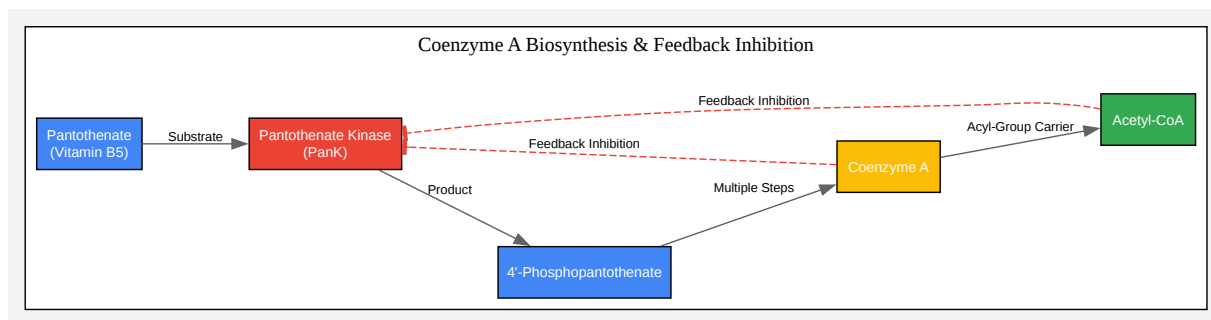 Coenzyme A Biosynthesis & Feedback Inhibition
Pantothenate
(Vitamin B5)
Substrate
Pantothenate Kinase
(PanK)
Feedback Inhibition
Feedback Inhibition
Product
4'-Phosphopantothenate
Multiple Steps
Coenzyme A
Acyl-Group Carrier
Acetyl-CoA